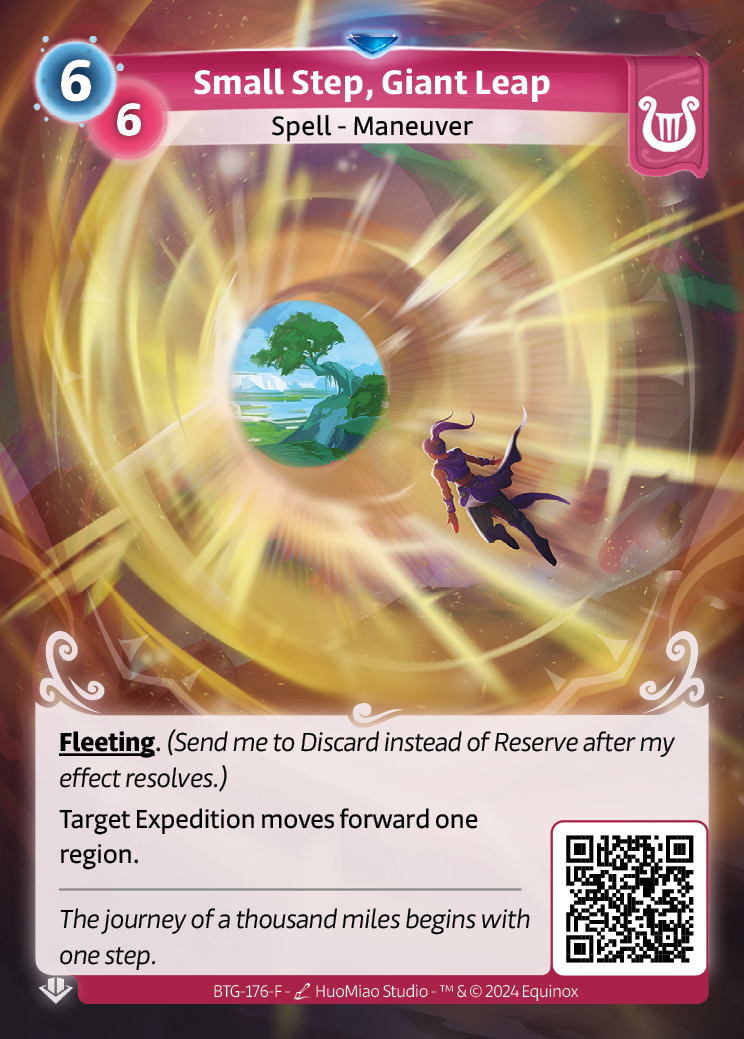 6
Small Step, Giant Leap
6
Spell - Maneuver
Fleeting. (Send me to Discard instead of Reserve after my
effect resolves.)
Target Expedition moves forward one
region.
The journey of a thousand miles begins with
one step.
BTG-176-F - HuoMiao Studio - ™ & © 2024 Equinox